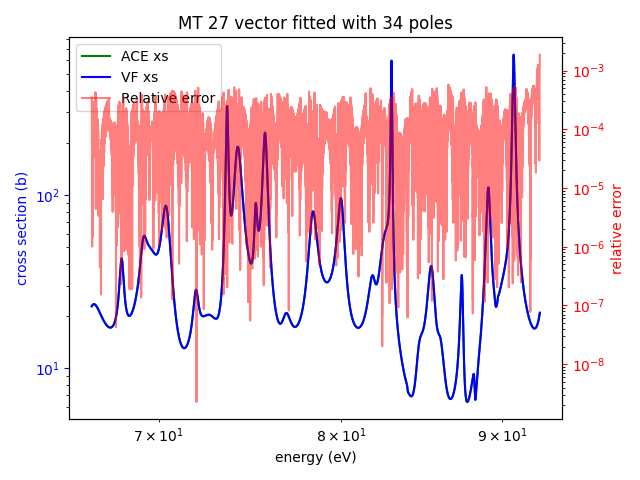 MT 27 vector fitted with 34 poles
ACE xs
VF xs
Relative error
cross section (b)
10²
10¹
relative error
10⁻³
10⁻⁴
10⁻⁵
10⁻⁶
10⁻⁷
10⁻⁸
7 × 10¹
8 × 10¹
9 × 10¹
energy (eV)